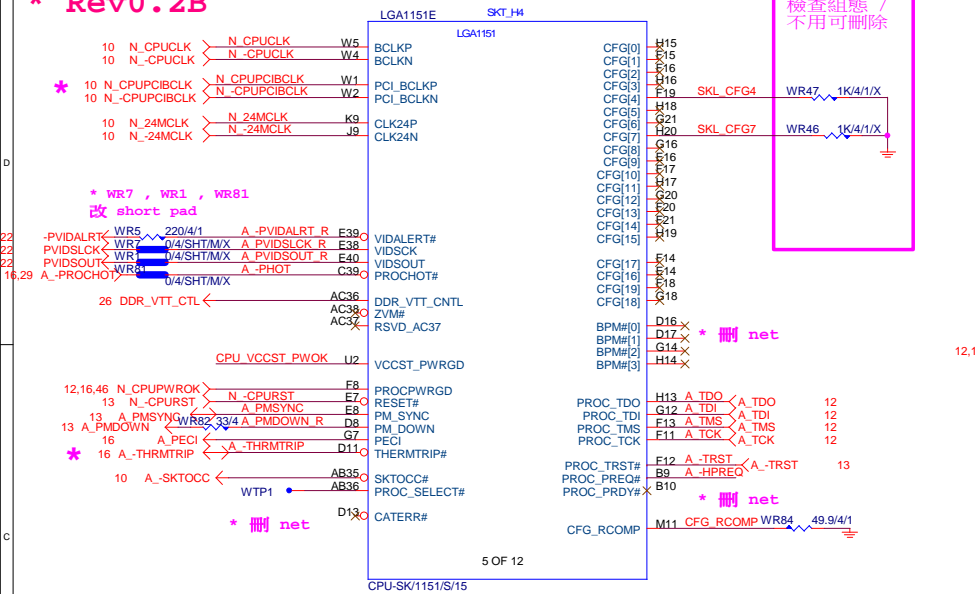 * Rev0.2B
檢查組態 /
不用可刪除
LGA1151E SKT_H4
LGA1151
10 N_CPUCLK N_CPUCLK W5 BCLKP
10 N_-CPUCLK N_-CPUCLK W4 BCLKN
* 10 N_CPUPCIBCLK N_CPUPCIBCLK W1 PCI_BCLKP
10 N_-CPUPCIBCLK N_-CPUPCIBCLK W2 PCI_BCLKN
10 N_24MCLK N_24MCLK K9 CLK24P
10 N_-24MCLK N_-24MCLK J9 CLK24N
CFG[0] H15
CFG[1] F15
CFG[2] F16
CFG[3] H16
CFG[4] F19 SKL_CFG4 WR47 1K/4/1/X
CFG[5] H18
CFG[6] G21
CFG[7] H20 SKL_CFG7 WR46 1K/4/1/X
CFG[8] G16
CFG[9] E16
CFG[10] F17
CFG[11] H17
CFG[12] G20
CFG[13] F20
CFG[14] F21
CFG[15] H19
CFG[17] F14
CFG[16] E14
CFG[19] F18
CFG[18] G18
D
* WR7 , WR1 , WR81
改 short pad
22 -PVIDALRT WR5 220/4/1 A_-PVIDALRT_R E39 VIDALERT#
22 PVIDSLCK WR7 0/4/SHT/M/X A_PVIDSLCK_R E38 VIDSCK
22 PVIDSOUT WR1 0/4/SHT/M/X A_PVIDSOUT_R E40 VIDSOUT
16,29 A_-PROCHOT WR81 0/4/SHT/M/X A_-PHOT C39 PROCHOT#
26 DDR_VTT_CTL AC36 DDR_VTT_CNTL
AC38 ZVM#
AC37 RSVD_AC37
BPM#[0] D16
BPM#[1] D17
BPM#[2] G14
BPM#[3] H14
* 刪 net
12,1
CPU_VCCST_PWOK U2 VCCST_PWRGD
12,16,46 N_CPUPWROK F8 PROCPWRGD
13 N_-CPURST N_-CPURST E7 RESET#
13 A_PMSYNC A_PMSYNC E8 PM_SYNC
13 A_PMDOWN WR82 33/4 A_PMDOWN_R D8 PM_DOWN
16 A_PECI G7 PECI
* 16 A_-THRMTRIP A_-THRMTRIP D11 THERMTRIP#
10 A_-SKTOCC AB35 SKTOCC#
WTP1 AB36 PROC_SELECT#
* 刪 net D13 CATERR#
PROC_TDO H13 A_TDO A_TDO 12
PROC_TDI G12 A_TDI A_TDI 12
PROC_TMS F13 A_TMS A_TMS 12
PROC_TCK F11 A_TCK A_TCK 12
PROC_TRST# F12 A_-TRST A_-TRST 13
PROC_PREQ# B9 A_-HPREQ
PROC_PRDY# B10
* 刪 net
CFG_RCOMP M11 CFG_RCOMP WR84 49.9/4/1
C
5 OF 12
CPU-SK/1151/S/15